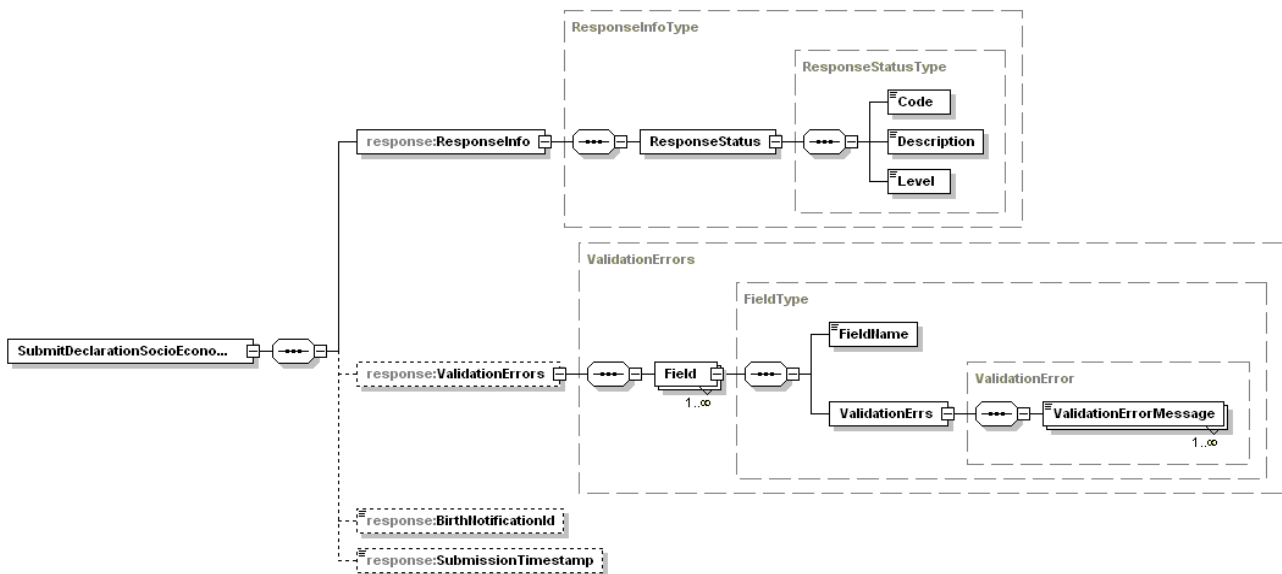 ResponseInfoType
ResponseStatusType
Code
response:ResponseInfo
ResponseStatus
Description
Level
ValidationErrors
FieldType
FieldName
SubmitDeclarationSocioEcono...
response:ValidationErrors
Field
1..∞
ValidationError
ValidationErrs
ValidationErrorMessage
1..∞
response:BirthNotificationId
response:SubmissionTimestamp